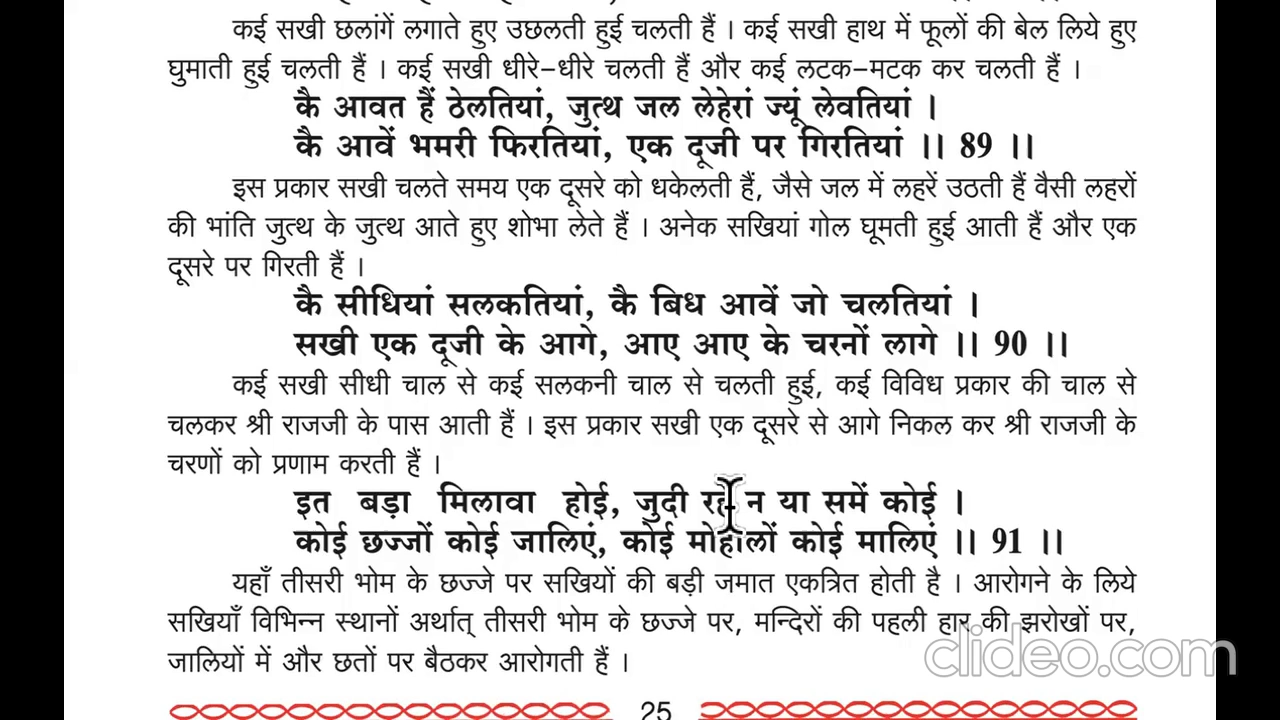 कई सखी छलांगें लगाते हुए उछलती हुई चलती हैं । कई सखी हाथ में फूलों की बेल लिये हुए
घुमाती हुई चलती हैं । कई सखी धीरे-धीरे चलती हैं और कई लटक-मटक कर चलती हैं ।
कै आवत हैं ठेलतियां, जुत्थ जल लेहेरां ज्यूं लेवतियां ।
कै आवें भमरी फिरतियां, एक दूजी पर गिरतियां ।। 89 ।।
इस प्रकार सखी चलते समय एक दूसरे को धकेलती हैं, जैसे जल में लहरें उठती हैं वैसी लहरों
की भांति जुत्थ के जुत्थ आते हुए शोभा लेते हैं । अनेक सखियां गोल घूमती हुई आती हैं और एक
दूसरे पर गिरती हैं ।
कै सीधियां सलकतियां, कै बिध आवें जो चलतियां ।
सखी एक दूजी के आगे, आए आए के चरनों लागे ।। 90 ।।
कई सखी सीधी चाल से कई सलकनी चाल से चलती हुई, कई विविध प्रकार की चाल से
चलकर श्री राजजी के पास आती हैं । इस प्रकार सखी एक दूसरे से आगे निकल कर श्री राजजी के
चरणों को प्रणाम करती हैं ।
इत बड़ा मिलावा होई, जुदी न या समें कोई ।
कोई छज्जों कोई जालिएं, कोई मोहोलों कोई मालिएं ।। 91 ।।
यहाँ तीसरी भोम के छज्जे पर सखियों की बड़ी जमात एकत्रित होती है । आरोगने के लिये
सखियाँ विभिन्न स्थानों अर्थात् तीसरी भोम के छज्जे पर, मन्दिरों की पहली हार की झरोखों पर,
जालियों में और छतों पर बैठकर आरोगती हैं ।
clideo.com
25